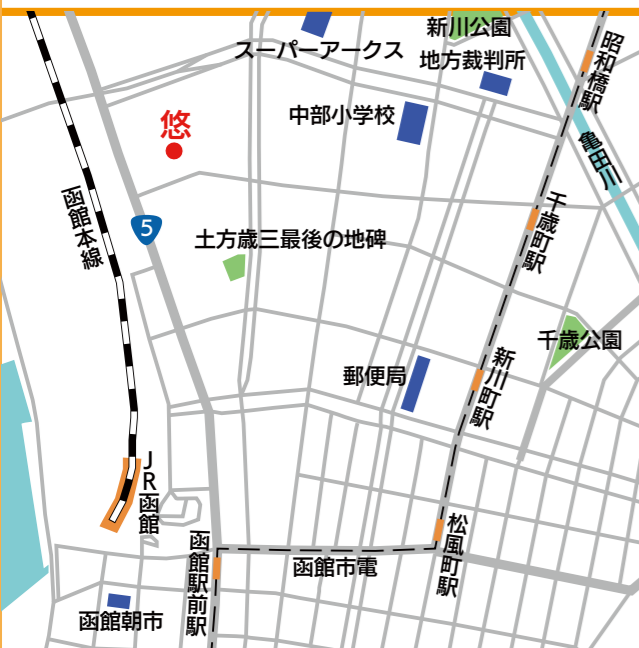 新川公園
スーパーアークス
地方裁判所
昭和橋駅
中部小学校
悠
亀田川
函館本線
5
千歳町駅
土方歳三最後の地碑
千歳公園
新川町駅
郵便局
JR函館
松風町駅
函館駅前駅
函館市電
函館朝市